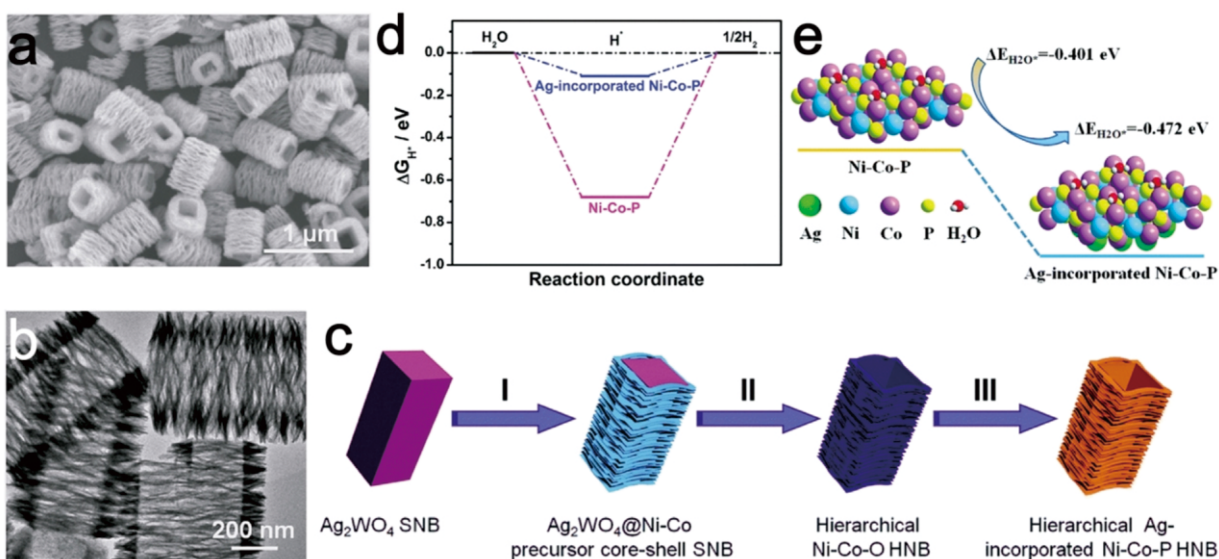 a
1 µm
b
200 nm
d
H₂O
H*
1/2H₂
0.0
-0.2
-0.4
-0.6
-0.8
-1.0
ΔG_H* / eV
Ag-incorporated Ni-Co-P
Ni-Co-P
Reaction coordinate
e
ΔE_H₂O*=-0.401 eV
ΔE_H₂O*=-0.472 eV
Ni-Co-P
Ag Ni Co P H₂O
Ag-incorporated Ni-Co-P
c
I
II
III
Ag₂WO₄ SNB
Ag₂WO₄@Ni-Co
precursor core-shell SNB
Hierarchical
Ni-Co-O HNB
Hierarchical Ag-
incorporated Ni-Co-P HNB